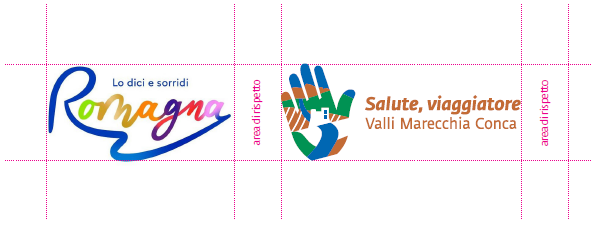 Lo dici e sorridi
Romagna
area di rispetto
Salute, viaggiatore
Valli Marecchia Conca
area di rispetto